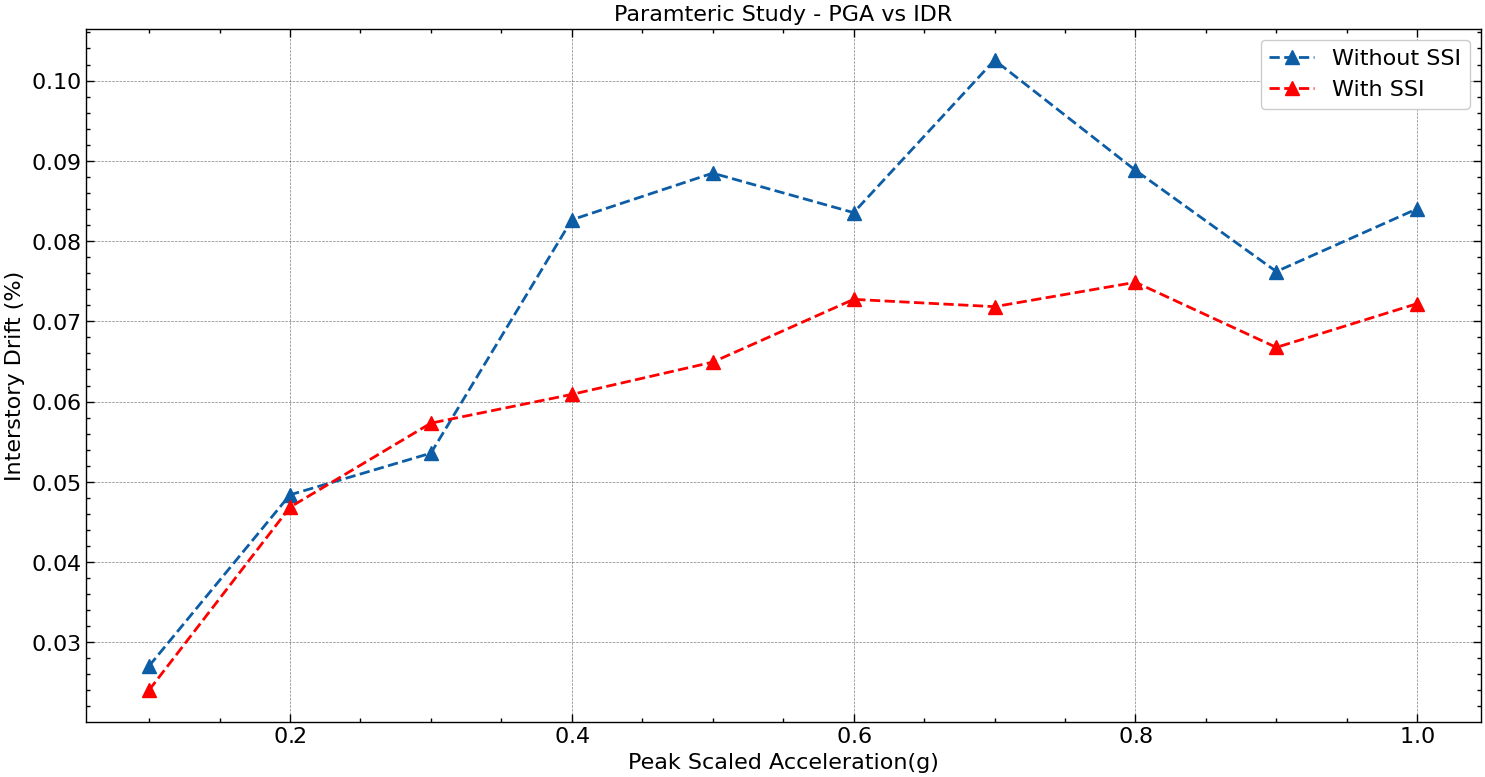 Paramteric Study - PGA vs IDR
Without SSI
With SSI
0.10
0.09
0.08
0.07
0.06
0.05
0.04
0.03
Interstory Drift (%)
0.2 0.4 0.6 0.8 1.0
Peak Scaled Acceleration(g)